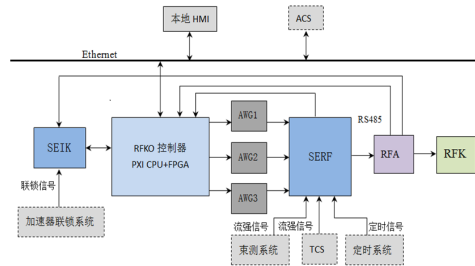 本地 HMI
ACS
Ethernet
RS485
AWG1
AWG2
AWG3
SEIK
RFKO 控制器
PXI CPU+FPGA
SERF
RFA
RFK
联锁信号
流强信号
流强信号
定时信号
加速器联锁系统
束测系统
TCS
定时系统